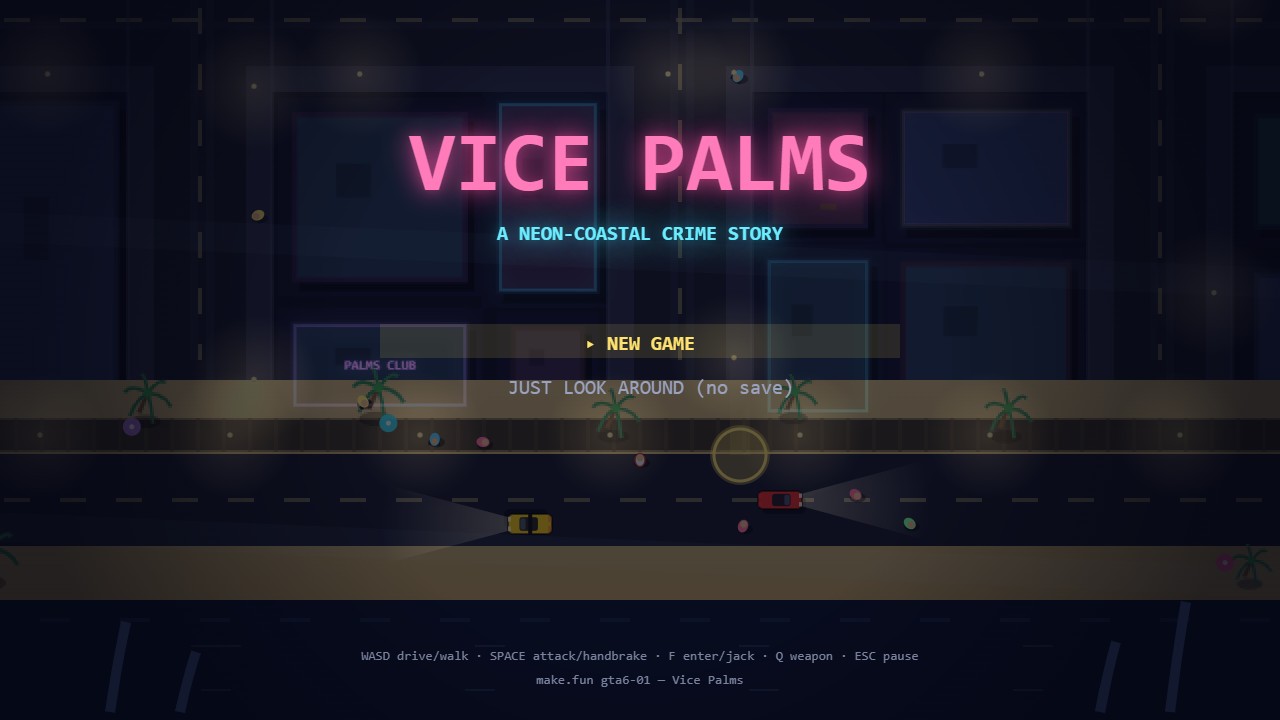 VICE PALMS
A NEON-COASTAL CRIME STORY
▸ NEW GAME
PALMS CLUB
JUST LOOK AROUND (no save)
WASD drive/walk · SPACE attack/handbrake · F enter/jack · Q weapon · ESC pause
make.fun gta6-01 — Vice Palms